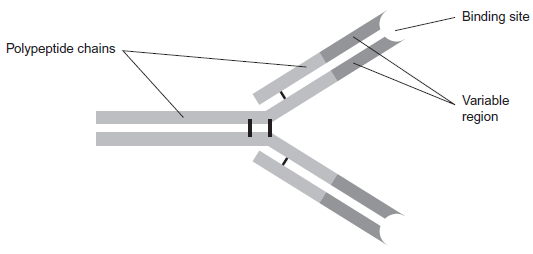 Binding site
Polypeptide chains
Variable
region